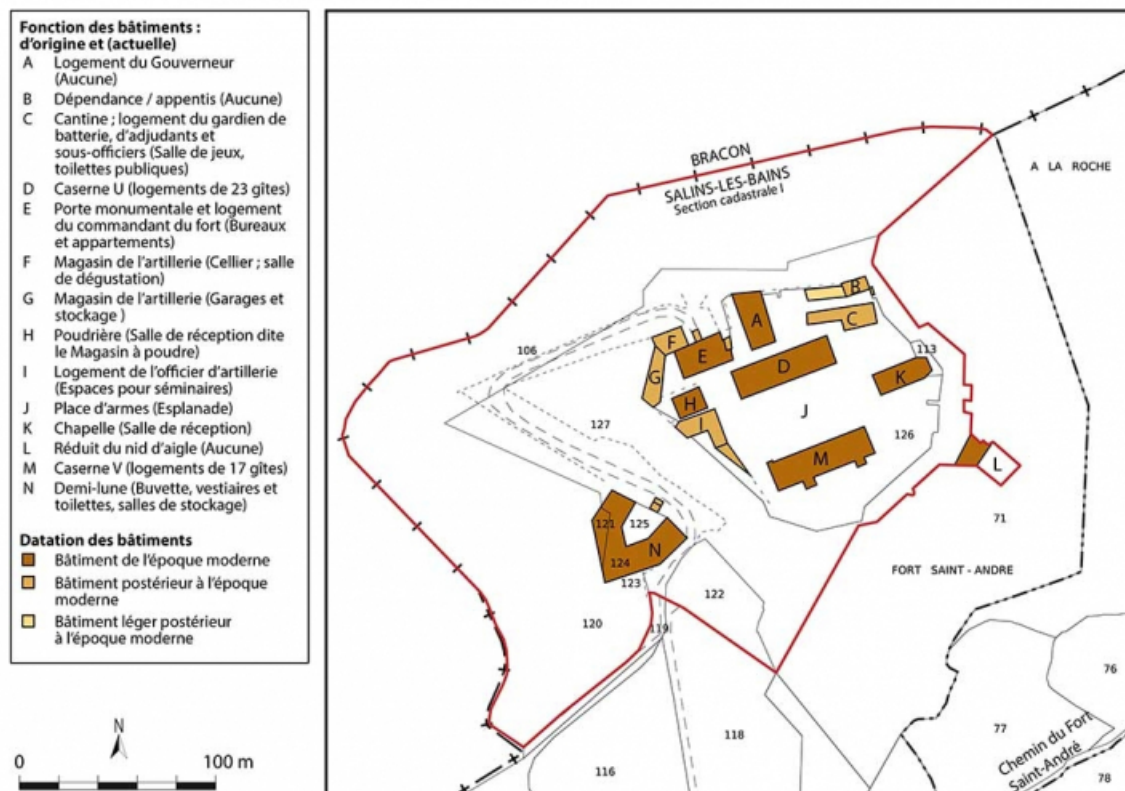 Fonction des bâtiments :
d'origine et (actuelle)
A Logement du Gouverneur
(Aucune)
B Dépendance / appentis (Aucune)
C Cantine ; logement du gardien de
batterie, d'adjudants et
sous-officiers (Salle de jeux,
toilettes publiques)
D Caserne U (logements de 23 gîtes)
E Porte monumentale et logement
du commandant du fort (Bureaux
et appartements)
F Magasin de l'artillerie (Cellier ; salle
de dégustation)
G Magasin de l'artillerie (Garages et
stockage )
H Poudrière (Salle de réception dite
le Magasin à poudre)
I Logement de l'officier d'artillerie
(Espaces pour séminaires)
J Place d'armes (Esplanade)
K Chapelle (Salle de réception)
L Réduit du nid d'aigle (Aucune)
M Caserne V (logements de 17 gîtes)
N Demi-lune (Buvette, vestiaires et
toilettes, salles de stockage)
Datation des bâtiments
Bâtiment de l'époque moderne
Bâtiment postérieur à l'époque
moderne
Bâtiment léger postérieur
à l'époque moderne
N
0 100 m
BRACON
SALINS-LES-BAINS
Section cadastrale I
A LA ROCHE
B
A
C
F
E
106
113
D
G
K
H
J
I
127
126
M
L
121
125
71
N
124
FORT SAINT - ANDRE
123
122
120
119
76
118
77
Chemin du Fort
Saint-André
116
78